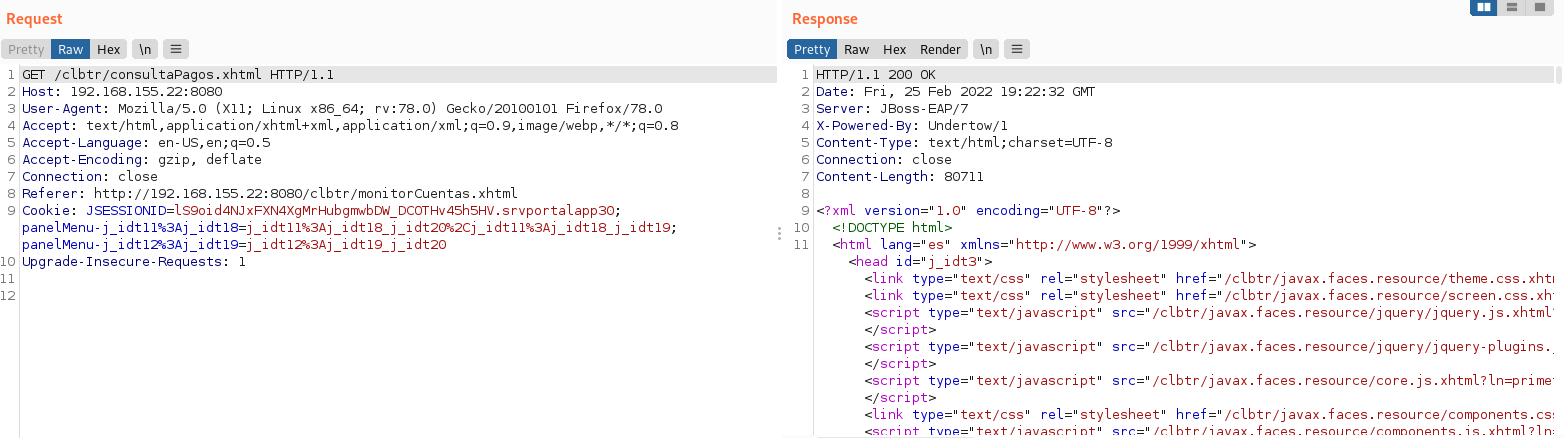 Request
Pretty Raw Hex \n
1 GET /clbtr/consultaPagos.xhtml HTTP/1.1
2 Host: 192.168.155.22:8080
3 User-Agent: Mozilla/5.0 (X11; Linux x86_64; rv:78.0) Gecko/20100101 Firefox/78.0
4 Accept: text/html,application/xhtml+xml,application/xml;q=0.9,image/webp,*/*;q=0.8
5 Accept-Language: en-US,en;q=0.5
6 Accept-Encoding: gzip, deflate
7 Connection: close
8 Referer: http://192.168.155.22:8080/clbtr/monitorCuentas.xhtml
9 Cookie: JSESSIONID=lS9oid4NJxFXN4XgMrHubgmwbDW_DC0THv45h5HV.srvportalapp30;
panelMenu-j_idt11%3Aj_idt18=j_idt11%3Aj_idt18_j_idt20%2Cj_idt11%3Aj_idt18_j_idt19;
panelMenu-j_idt12%3Aj_idt19=j_idt12%3Aj_idt19_j_idt20
10 Upgrade-Insecure-Requests: 1
11
12
Response
Pretty Raw Hex Render \n
1 HTTP/1.1 200 OK
2 Date: Fri, 25 Feb 2022 19:22:32 GMT
3 Server: JBoss-EAP/7
4 X-Powered-By: Undertow/1
5 Content-Type: text/html;charset=UTF-8
6 Connection: close
7 Content-Length: 80711
8
9 <?xml version="1.0" encoding="UTF-8"?>
10 <!DOCTYPE html>
11 <html lang="es" xmlns="http://www.w3.org/1999/xhtml">
<head id="j_idt3">
<link type="text/css" rel="stylesheet" href="/clbtr/javax.faces.resource/theme.css.xhtm
<link type="text/css" rel="stylesheet" href="/clbtr/javax.faces.resource/screen.css.xh
<script type="text/javascript" src="/clbtr/javax.faces.resource/jquery/jquery.js.xhtml
</script>
<script type="text/javascript" src="/clbtr/javax.faces.resource/jquery/jquery-plugins.
</script>
<script type="text/javascript" src="/clbtr/javax.faces.resource/core.js.xhtml?ln=prime
</script>
<link type="text/css" rel="stylesheet" href="/clbtr/javax.faces.resource/components.cs
<script type="text/javascript" src="/clbtr/javax.faces.resource/components.js.xhtml?ln=